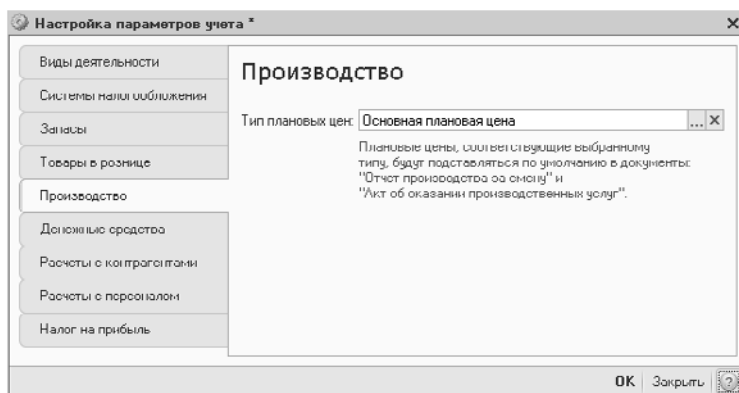 Настройка параметров учета *
Виды деятельности
Системы налогообложения
Запасы
Товары в рознице
Производство
Денежные средства
Расчеты с контрагентами
Расчеты с персоналом
Налог на прибыль
Производство
Тип плановых цен: Основная плановая цена ...
Плановые цены, соответствующие выбранному
типу, будут подставляться по умолчанию в документы:
"Отчет производства за смену" и
"Акт об оказании производственных услуг".
OK Закрыть ?